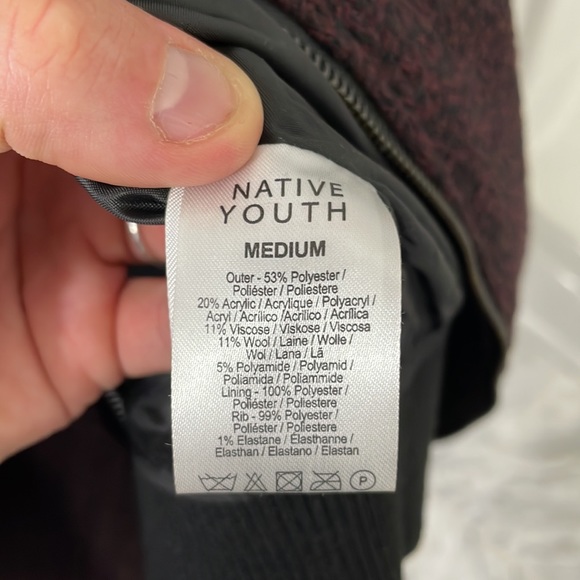 NATIVE
YOUTH
MEDIUM
Outer - 53% Polyester /
Poliéster / Poliestere
20% Acrylic / Acrylique / Polyacryl /
Acryl / Acrílico / Acrilico / Acrílica
11% Viscose / Viskose / Viscosa
11% Wool / Laine / Wolle /
Wol / Lana / Lã
5% Polyamide / Polyamid /
Poliamida / Poliammide
Lining - 100% Polyester /
Poliéster / Poliestere
Rib - 99% Polyester /
Poliéster / Poliestere
1% Elastane / Élasthanne /
Elasthan / Elastano / Elastan
P